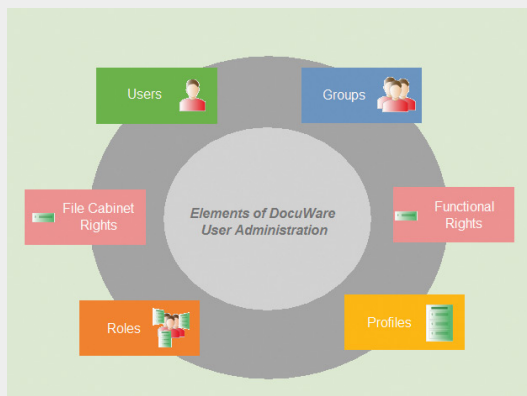 Users
Groups
File Cabinet
Rights
Elements of DocuWare
User Administration
Functional
Rights
Roles
Profiles